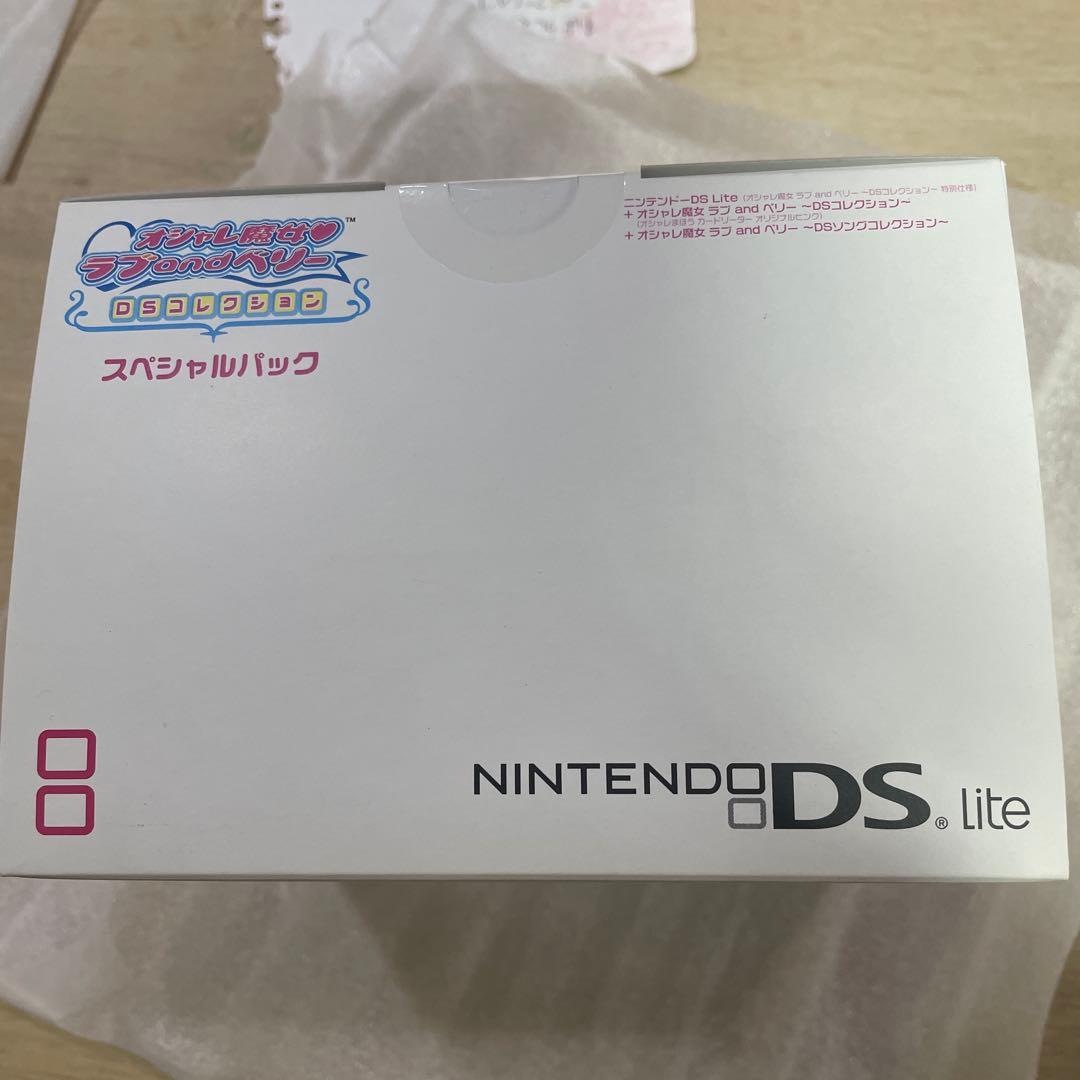 オシャレ魔女♥
ラブandベリー™
DSコレクション
スペシャルパック
ニンテンドーDS Lite (オシャレ魔女 ラブ and ベリー ～DSコレクション～ 特別仕様)
+ オシャレ魔女 ラブ and ベリー ～DSコレクション～
(オシャレまほう カードリーダー オリジナルピンク)
+ オシャレ魔女 ラブ and ベリー ～DSソングコレクション～
NINTENDO DS® Lite